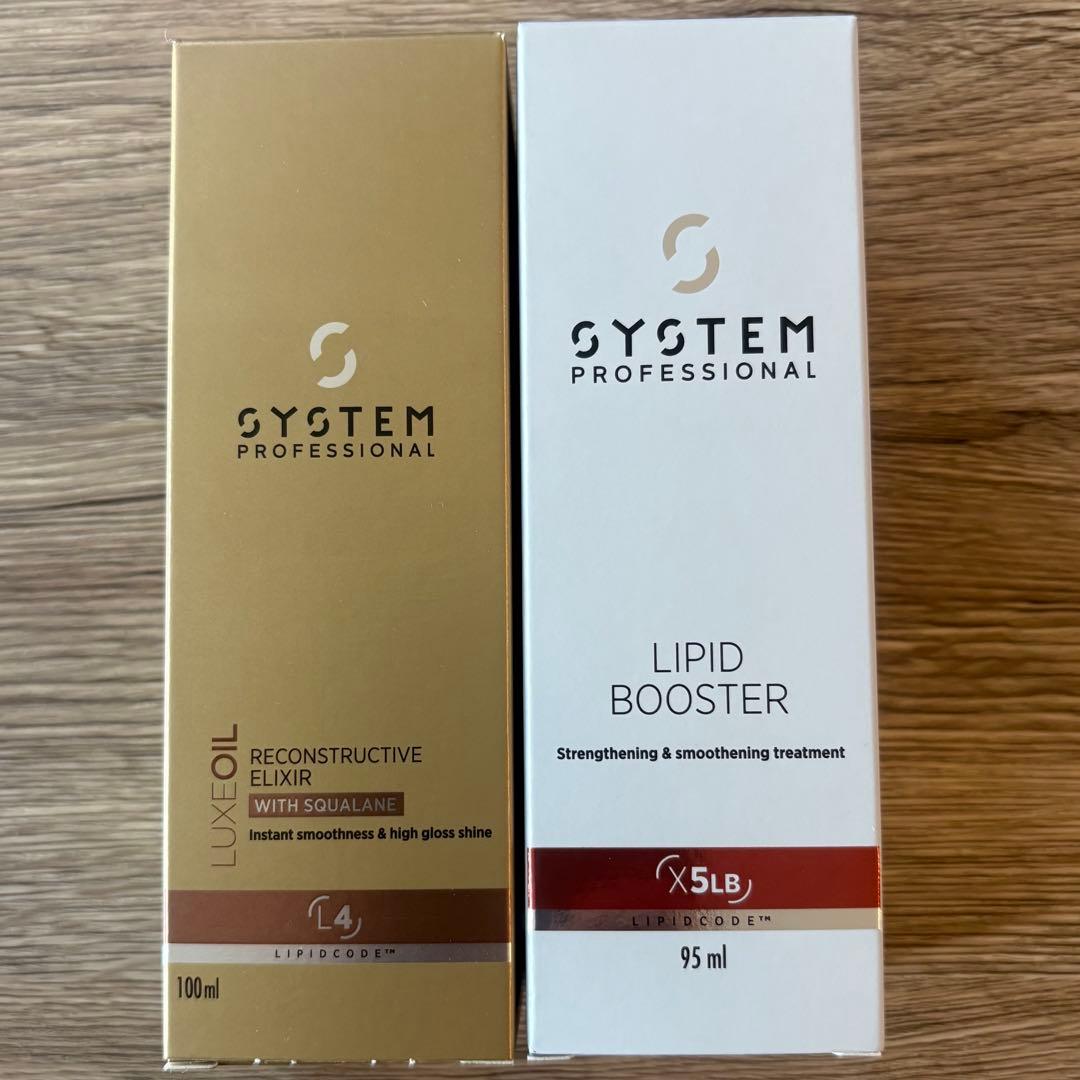 SYSTEM
PROFESSIONAL
LUXEOIL
RECONSTRUCTIVE
ELIXIR
WITH SQUALANE
Instant smoothness & high gloss shine
L4
LIPIDCODE™
100ml
SYSTEM
PROFESSIONAL
LIPID
BOOSTER
Strengthening & smoothening treatment
X5LB
LIPIDCODE™
95 ml